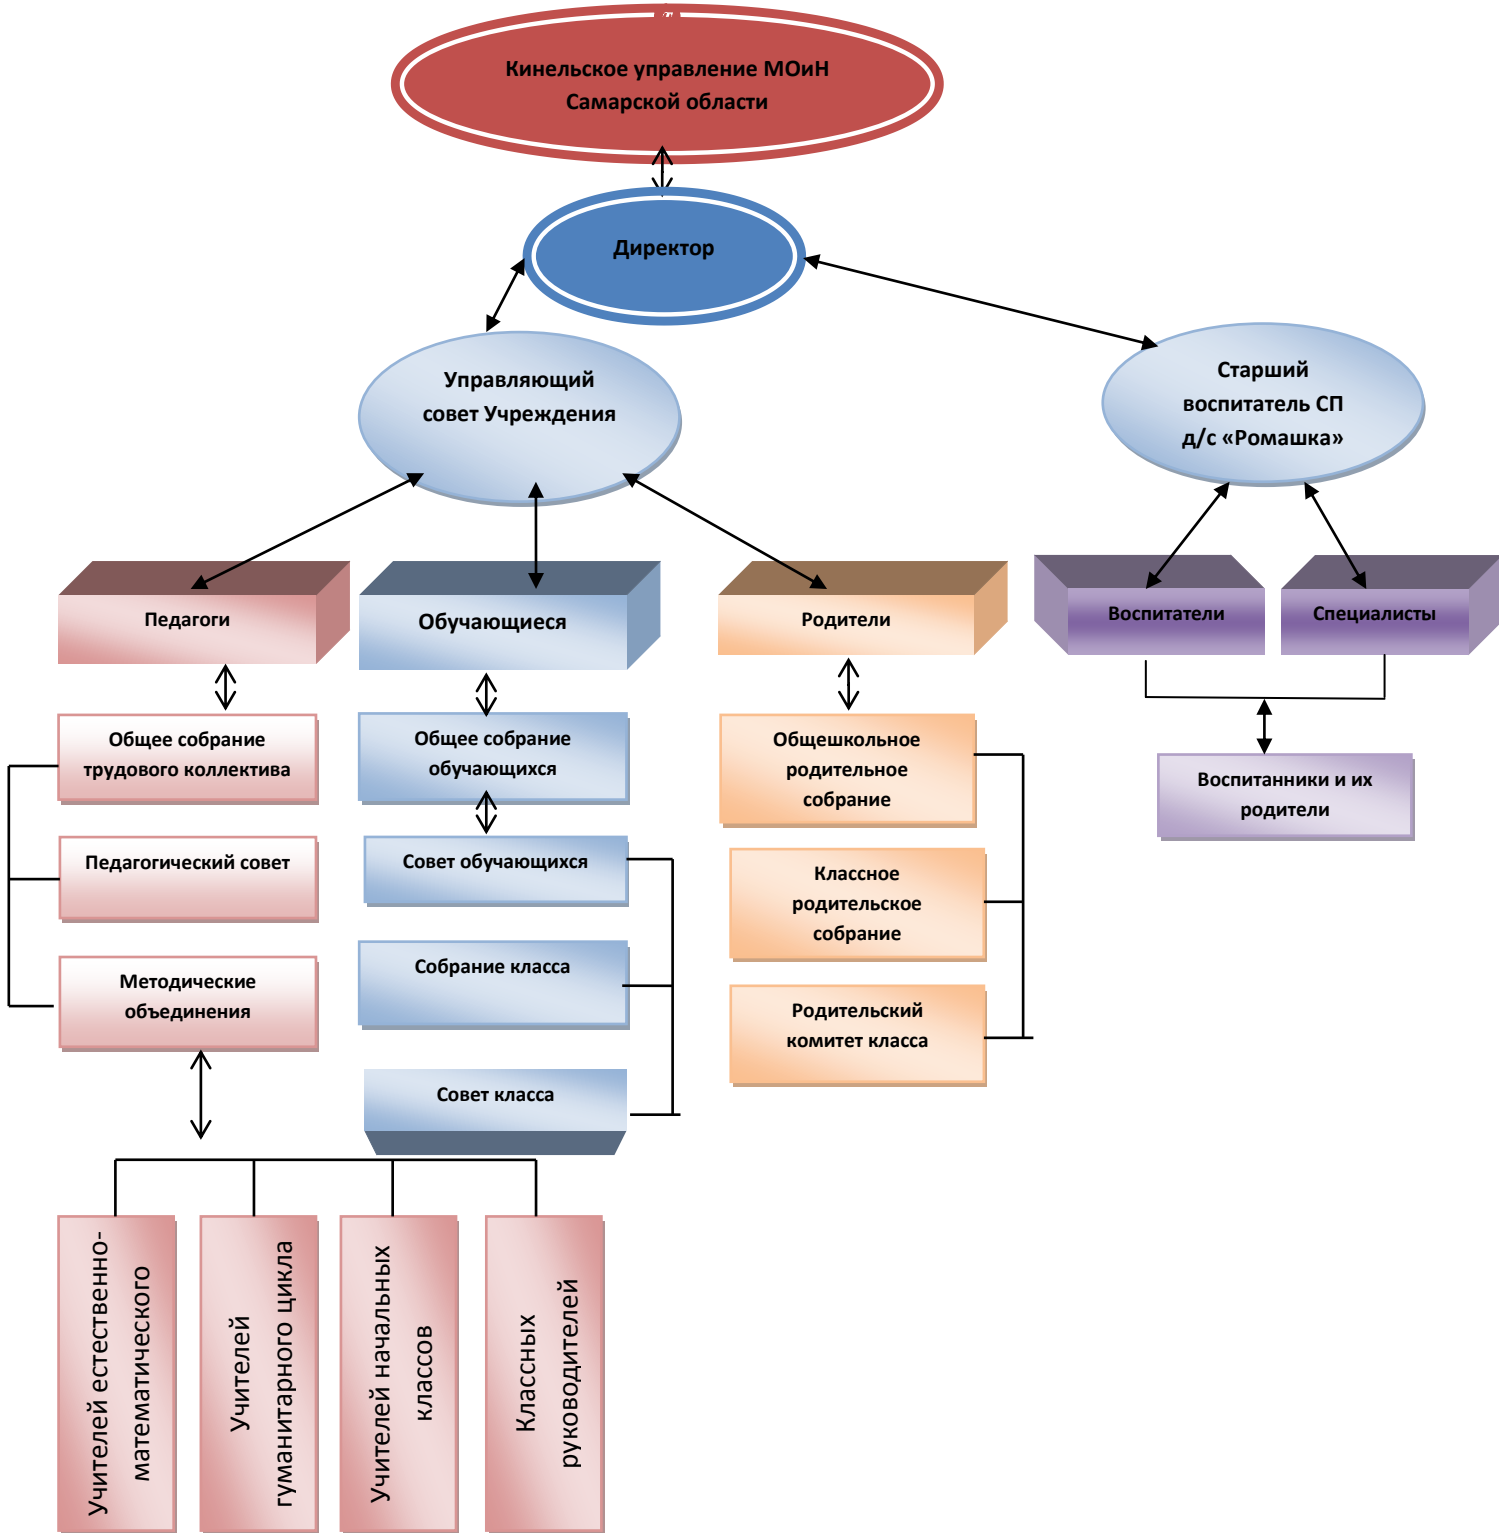 Кинельское управление МОиН
Самарской области
Директор
Управляющий
совет Учреждения
Старший
воспитатель СП
д/с «Ромашка»
Педагоги
Обучающиеся
Родители
Воспитатели
Специалисты
Общее собрание
трудового коллектива
Педагогический совет
Методические
объединения
Общее собрание
обучающихся
Совет обучающихся
Собрание класса
Совет класса
Общешкольное
родительное
собрание
Классное
родительское
собрание
Родительский
комитет класса
Воспитанники и их
родители
Учителей естественно-
математического
Учителей
гуманитарного цикла
Учителей начальных
классов
Классных
руководителей